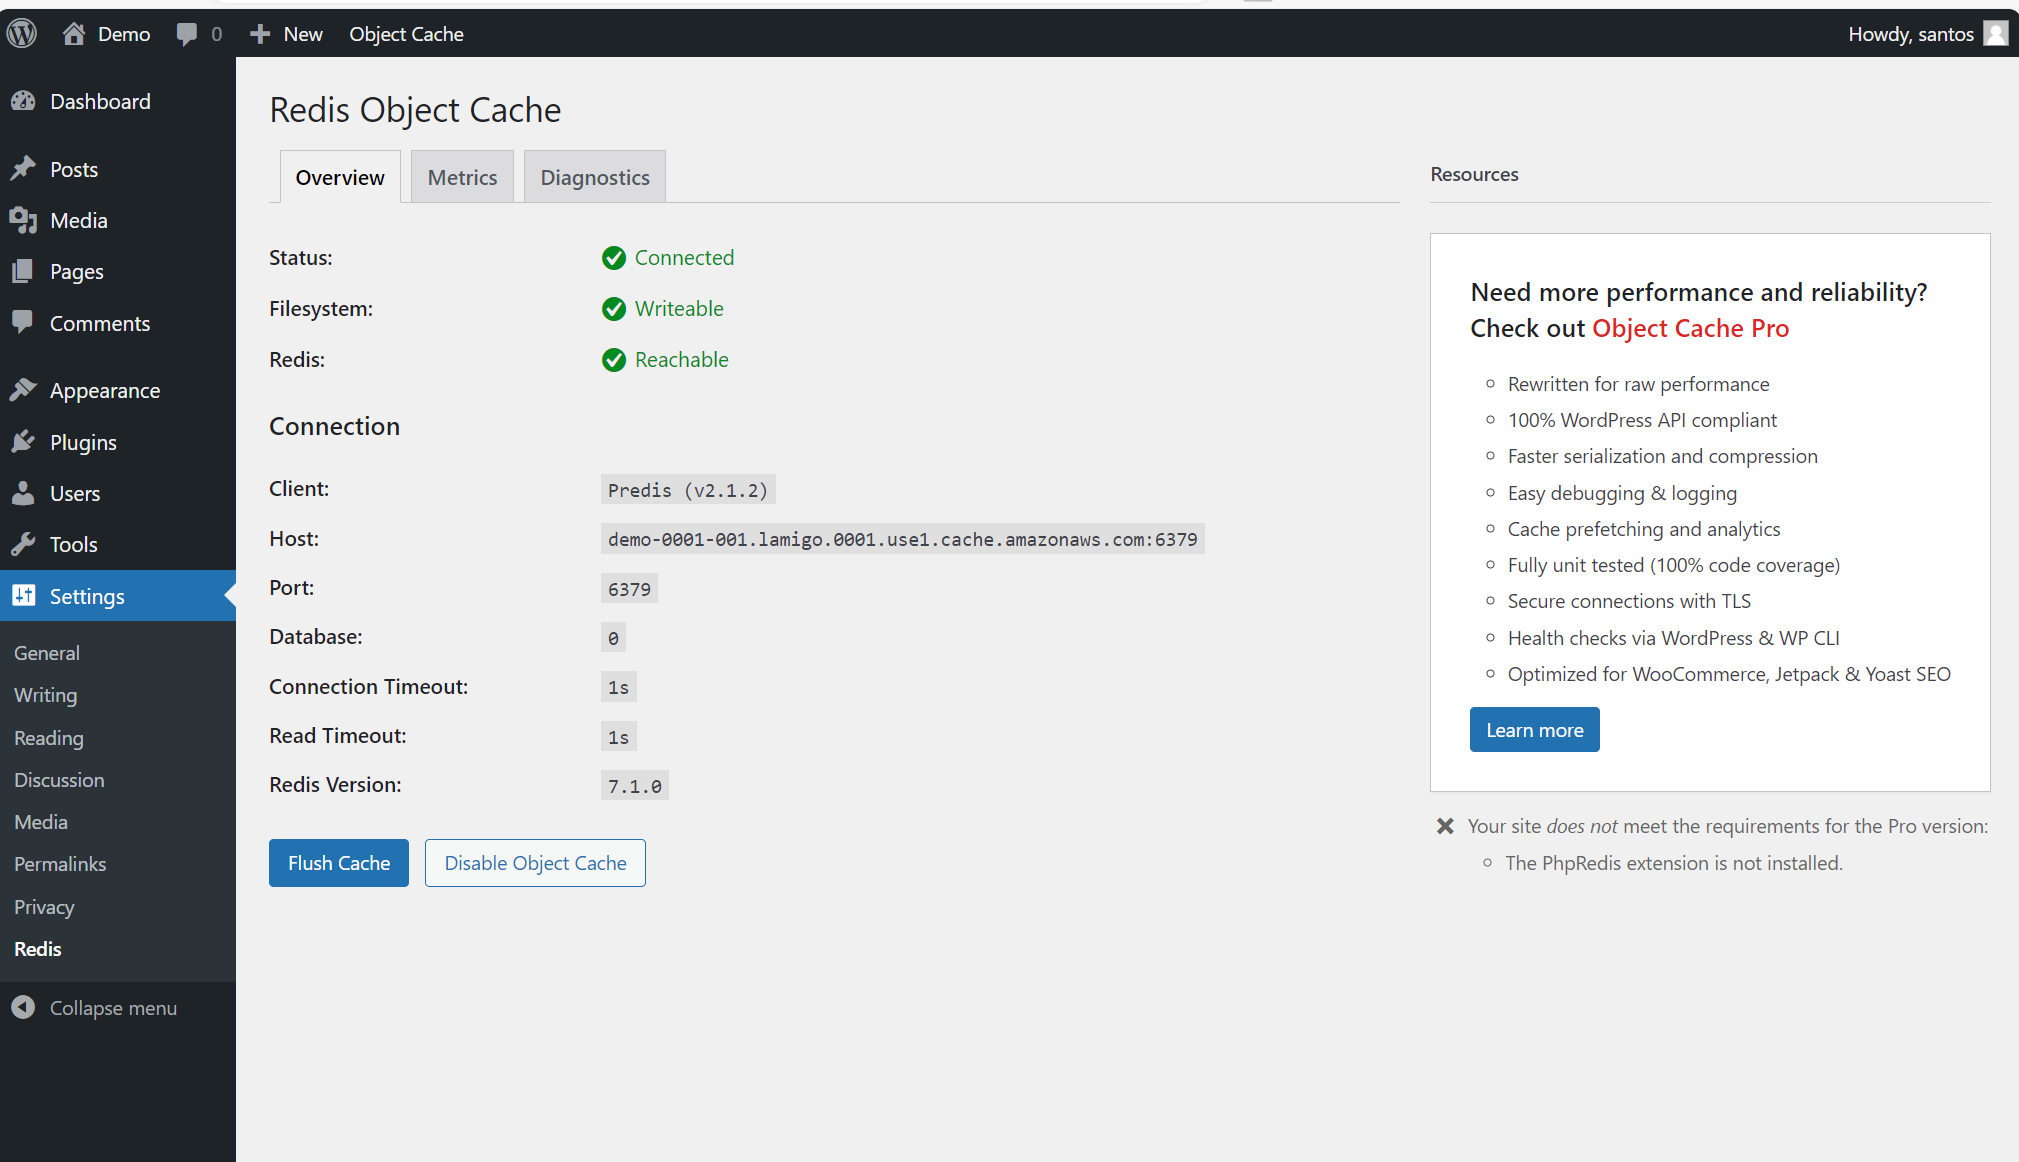 Demo
0
New
Object Cache
Howdy, santos
Dashboard
Posts
Media
Pages
Comments
Appearance
Plugins
Users
Tools
Settings
General
Writing
Reading
Discussion
Media
Permalinks
Privacy
Redis
Collapse menu
Redis Object Cache
Overview
Metrics
Diagnostics
Status: Connected
Filesystem: Writeable
Redis: Reachable
Connection
Client: Predis (v2.1.2)
Host: demo-0001-001.lamigo.0001.use1.cache.amazonaws.com:6379
Port: 6379
Database: 0
Connection Timeout: 1s
Read Timeout: 1s
Redis Version: 7.1.0
Flush Cache
Disable Object Cache
Resources
Need more performance and reliability?
Check out Object Cache Pro
Rewritten for raw performance
100% WordPress API compliant
Faster serialization and compression
Easy debugging & logging
Cache prefetching and analytics
Fully unit tested (100% code coverage)
Secure connections with TLS
Health checks via WordPress & WP CLI
Optimized for WooCommerce, Jetpack & Yoast SEO
Learn more
Your site does not meet the requirements for the Pro version:
The PhpRedis extension is not installed.